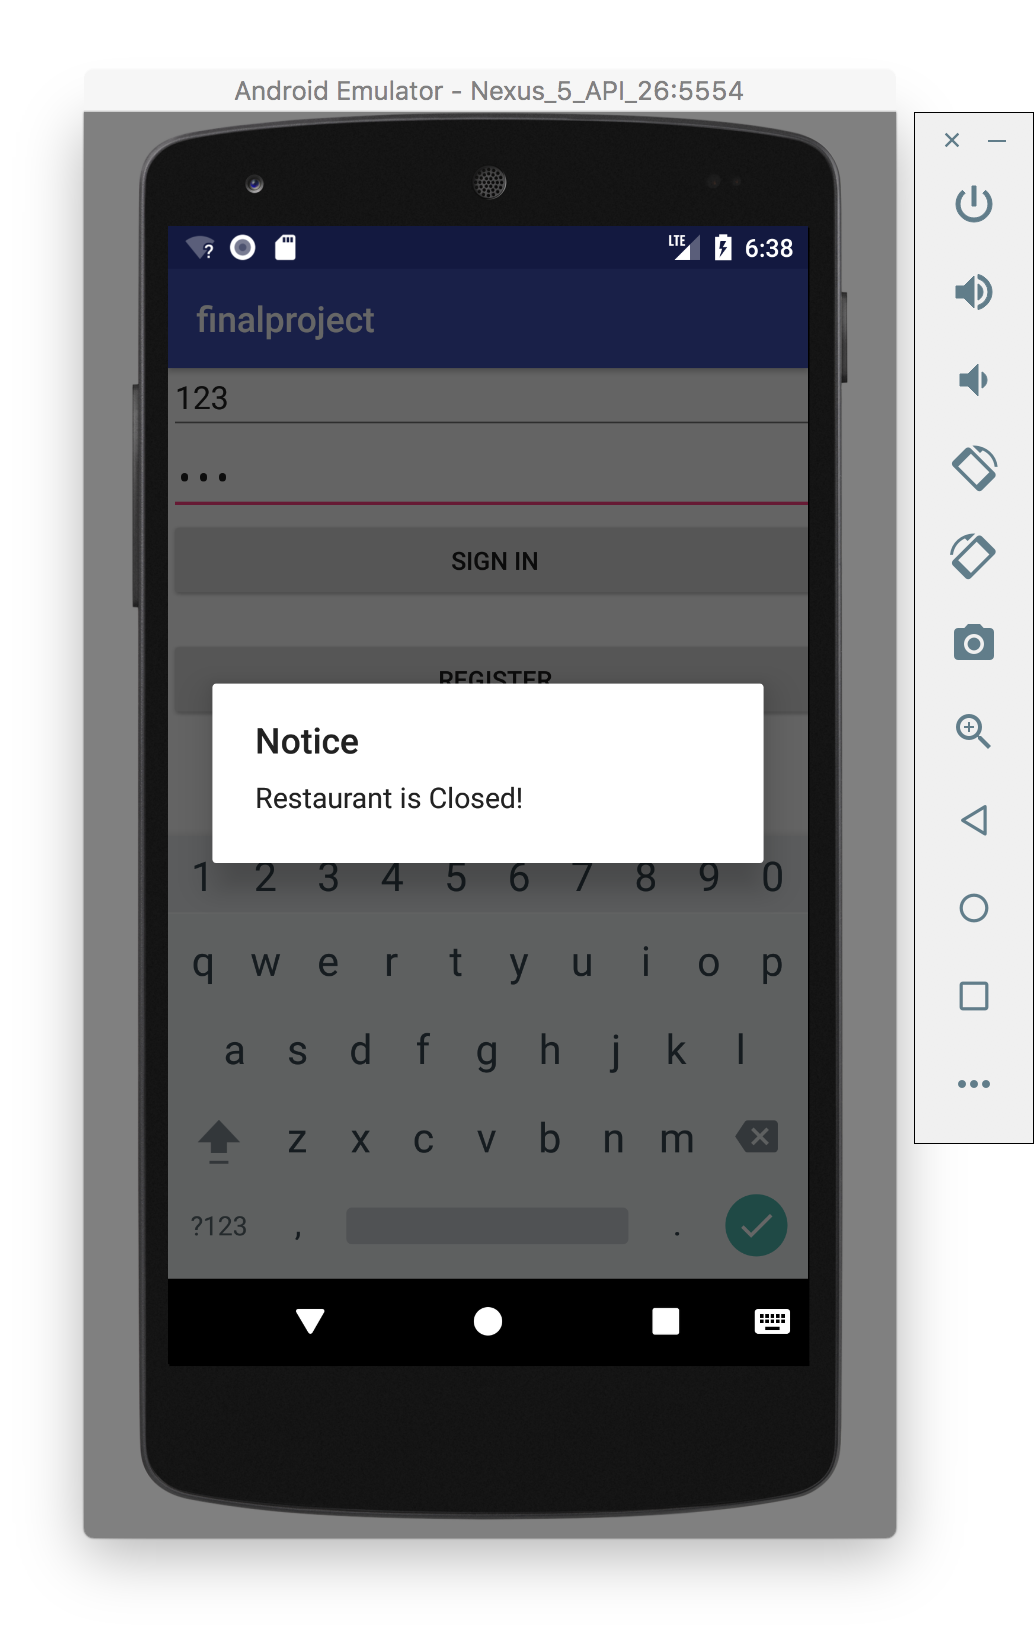 Android Emulator - Nexus_5_API_26:5554
? LTE 6:38
finalproject
123
•••
SIGN IN
REGISTER
Notice
Restaurant is Closed!
1 2 3 4 5 6 7 8 9 0
q w e r t y u i o p
a s d f g h j k l
z x c v b n m
?123 , .